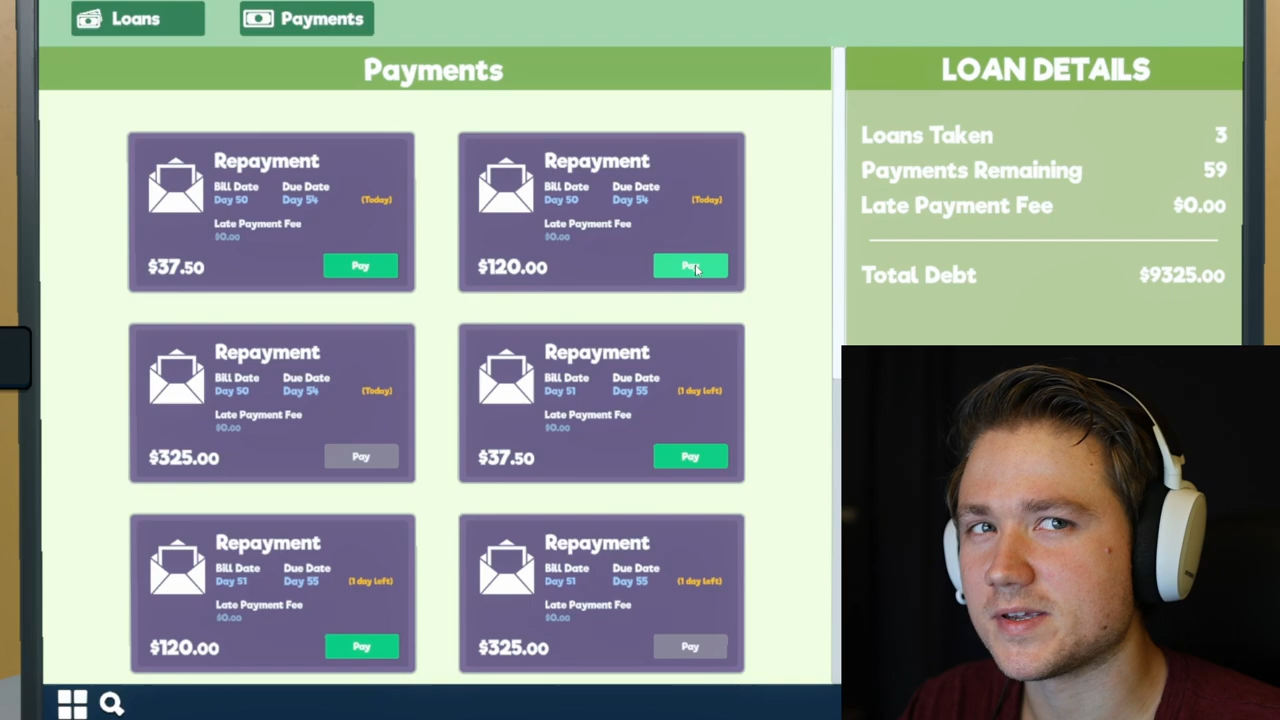 Loans
Payments
Payments
Repayment
Bill Date Due Date
Day 50 Day 54 (Today)
Late Payment Fee
$0.00
$37.50 Pay
Repayment
Bill Date Due Date
Day 50 Day 54 (Today)
Late Payment Fee
$0.00
$120.00 Pay
Repayment
Bill Date Due Date
Day 50 Day 54 (Today)
Late Payment Fee
$0.00
$325.00 Pay
Repayment
Bill Date Due Date
Day 51 Day 55 (1 day left)
Late Payment Fee
$0.00
$37.50 Pay
Repayment
Bill Date Due Date
Day 51 Day 55 (1 day left)
Late Payment Fee
$0.00
$120.00 Pay
Repayment
Bill Date Due Date
Day 51 Day 55 (1 day left)
Late Payment Fee
$0.00
$325.00 Pay
LOAN DETAILS
Loans Taken 3
Payments Remaining 59
Late Payment Fee $0.00
Total Debt $9325.00